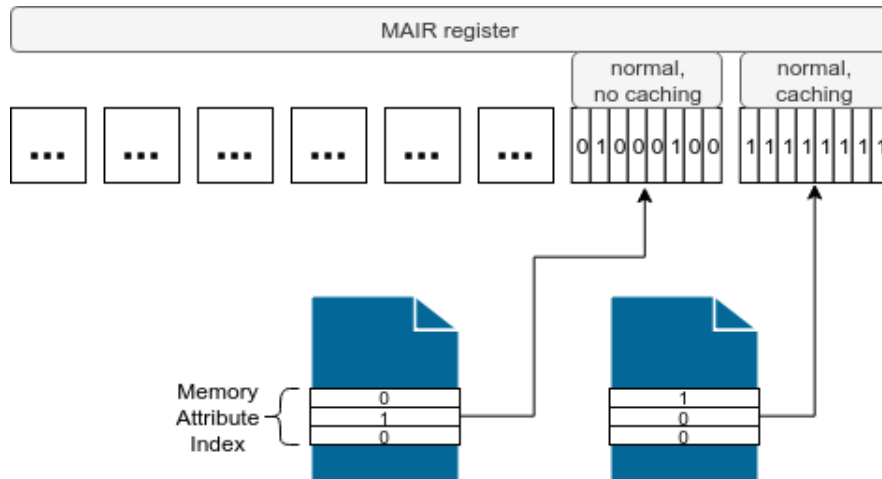 MAIR register
normal,
no caching
normal,
caching
... ... ... ... ... ... 0 1 0 0 0 1 0 0 1 1 1 1 1 1 1 1
Memory
Attribute
Index
0
1
0
1
0
0